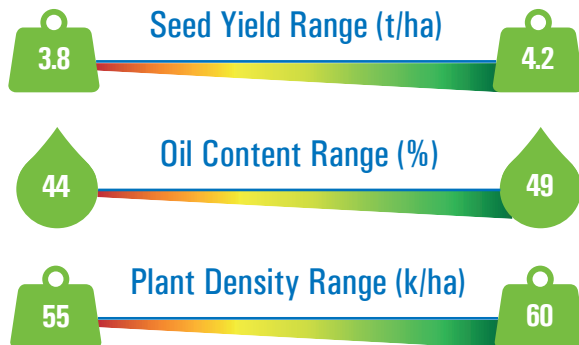 Seed Yield Range (t/ha)
3.8 4.2
Oil Content Range (%)
44 49
Plant Density Range (k/ha)
55 60